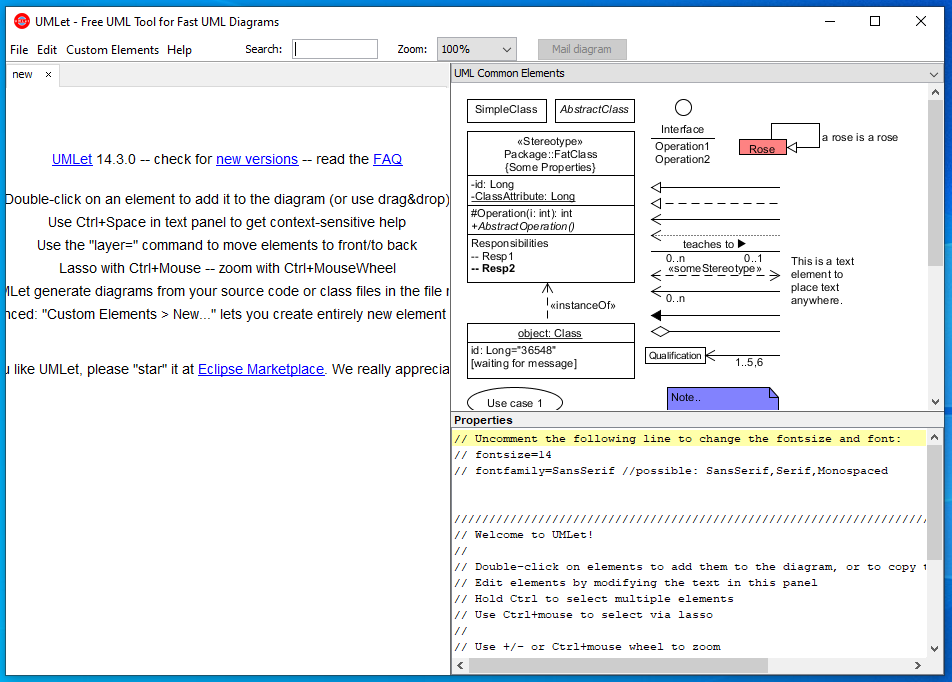 UMLet - Free UML Tool for Fast UML Diagrams
File Edit Custom Elements Help Search: Zoom: 100% Mail diagram
new
UMLet 14.3.0 -- check for new versions -- read the FAQ
Double-click on an element to add it to the diagram (or use drag&drop)
Use Ctrl+Space in text panel to get context-sensitive help
Use the "layer=" command to move elements to front/to back
Lasso with Ctrl+Mouse -- zoom with Ctrl+MouseWheel
MLet generate diagrams from your source code or class files in the file
nced: "Custom Elements > New..." lets you create entirely new element
u like UMLet, please "star" it at Eclipse Marketplace. We really apprecia
UML Common Elements
SimpleClass
AbstractClass
Interface
Operation1
Operation2
Rose
a rose is a rose
«Stereotype»
Package::FatClass
{Some Properties}
-id: Long
-ClassAttribute: Long
#Operation(i: int): int
+AbstractOperation()
Responsibilities
-- Resp1
-- Resp2
«instanceOf»
object: Class
id: Long="36548"
[waiting for message]
Use case 1
teaches to
0..n 0..1
«someStereotype»
0..n
Qualification
1..5,6
This is a text
element to
place text
anywhere.
Note..
Properties
// Uncomment the following line to change the fontsize and font:
// fontsize=14
// fontfamily=SansSerif //possible: SansSerif,Serif,Monospaced
////////////////////////////////////////////////////////////////////
// Welcome to UMLet!
//
// Double-click on elements to add them to the diagram, or to copy t
// Edit elements by modifying the text in this panel
// Hold Ctrl to select multiple elements
// Use Ctrl+mouse to select via lasso
//
// Use +/- or Ctrl+mouse wheel to zoom